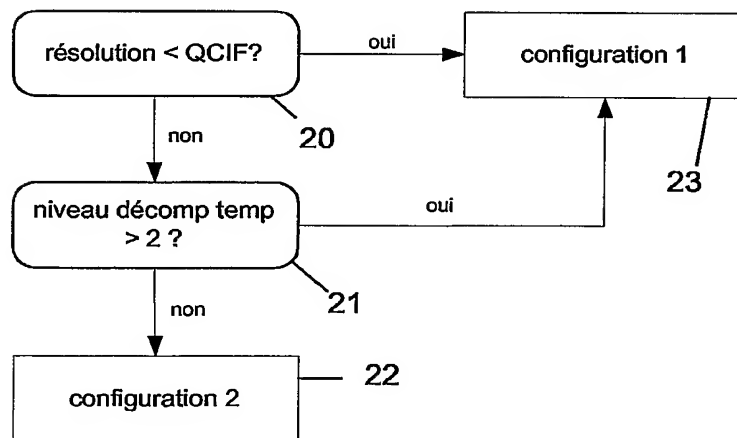 résolution < QCIF?
oui
configuration 1
20
non
23
niveau décomp temp
> 2 ?
oui
21
non
configuration 2
22